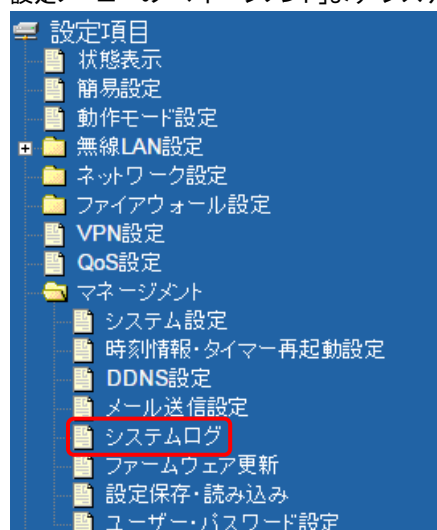 設定項目
状態表示
簡易設定
動作モード設定
無線LAN設定
ネットワーク設定
ファイアウォール設定
VPN設定
QoS設定
マネージメント
システム設定
時刻情報・タイマー再起動設定
DDNS設定
メール送信設定
システムログ
ファームウェア更新
設定保存・読み込み
ユーザー・パスワード設定